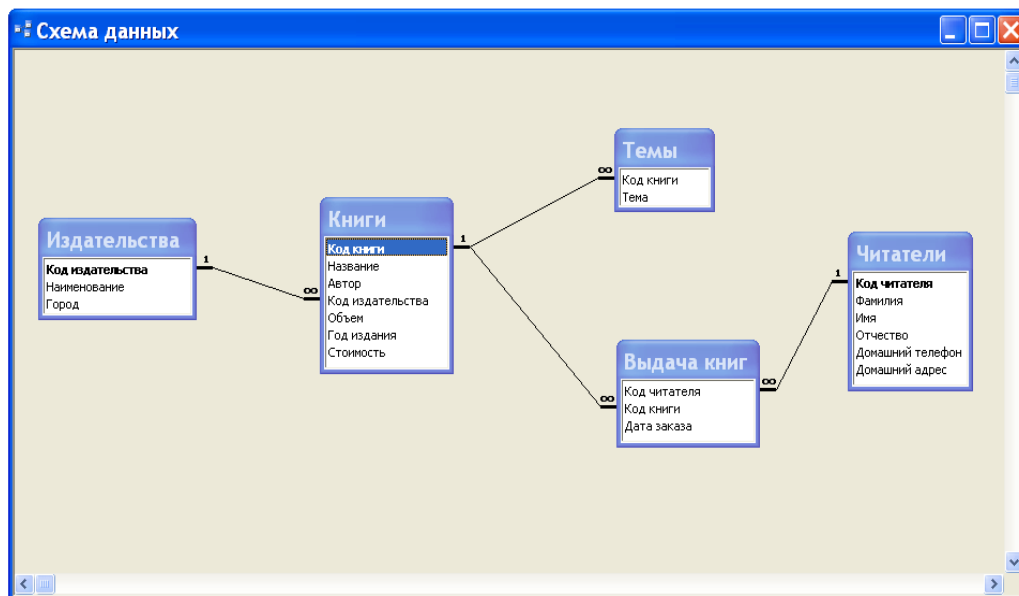 Схема данных
Издательства
Код издательства
Наименование
Город
1
∞
Книги
Код книги
Название
Автор
Код издательства
Объем
Год издания
Стоимость
1
∞
Темы
Код книги
Тема
∞
Выдача книг
Код читателя
Код книги
Дата заказа
∞
1
Читатели
Код читателя
Фамилия
Имя
Отчество
Домашний телефон
Домашний адрес